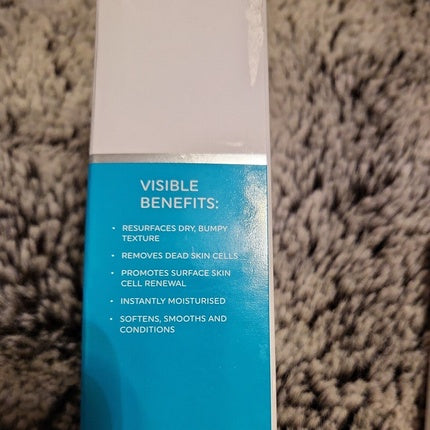 VISIBLE
BENEFITS:
• RESURFACES DRY, BUMPY
TEXTURE
• REMOVES DEAD SKIN CELLS
• PROMOTES SURFACE SKIN
CELL RENEWAL
• INSTANTLY MOISTURISED
• SOFTENS, SMOOTHS AND
CONDITIONS